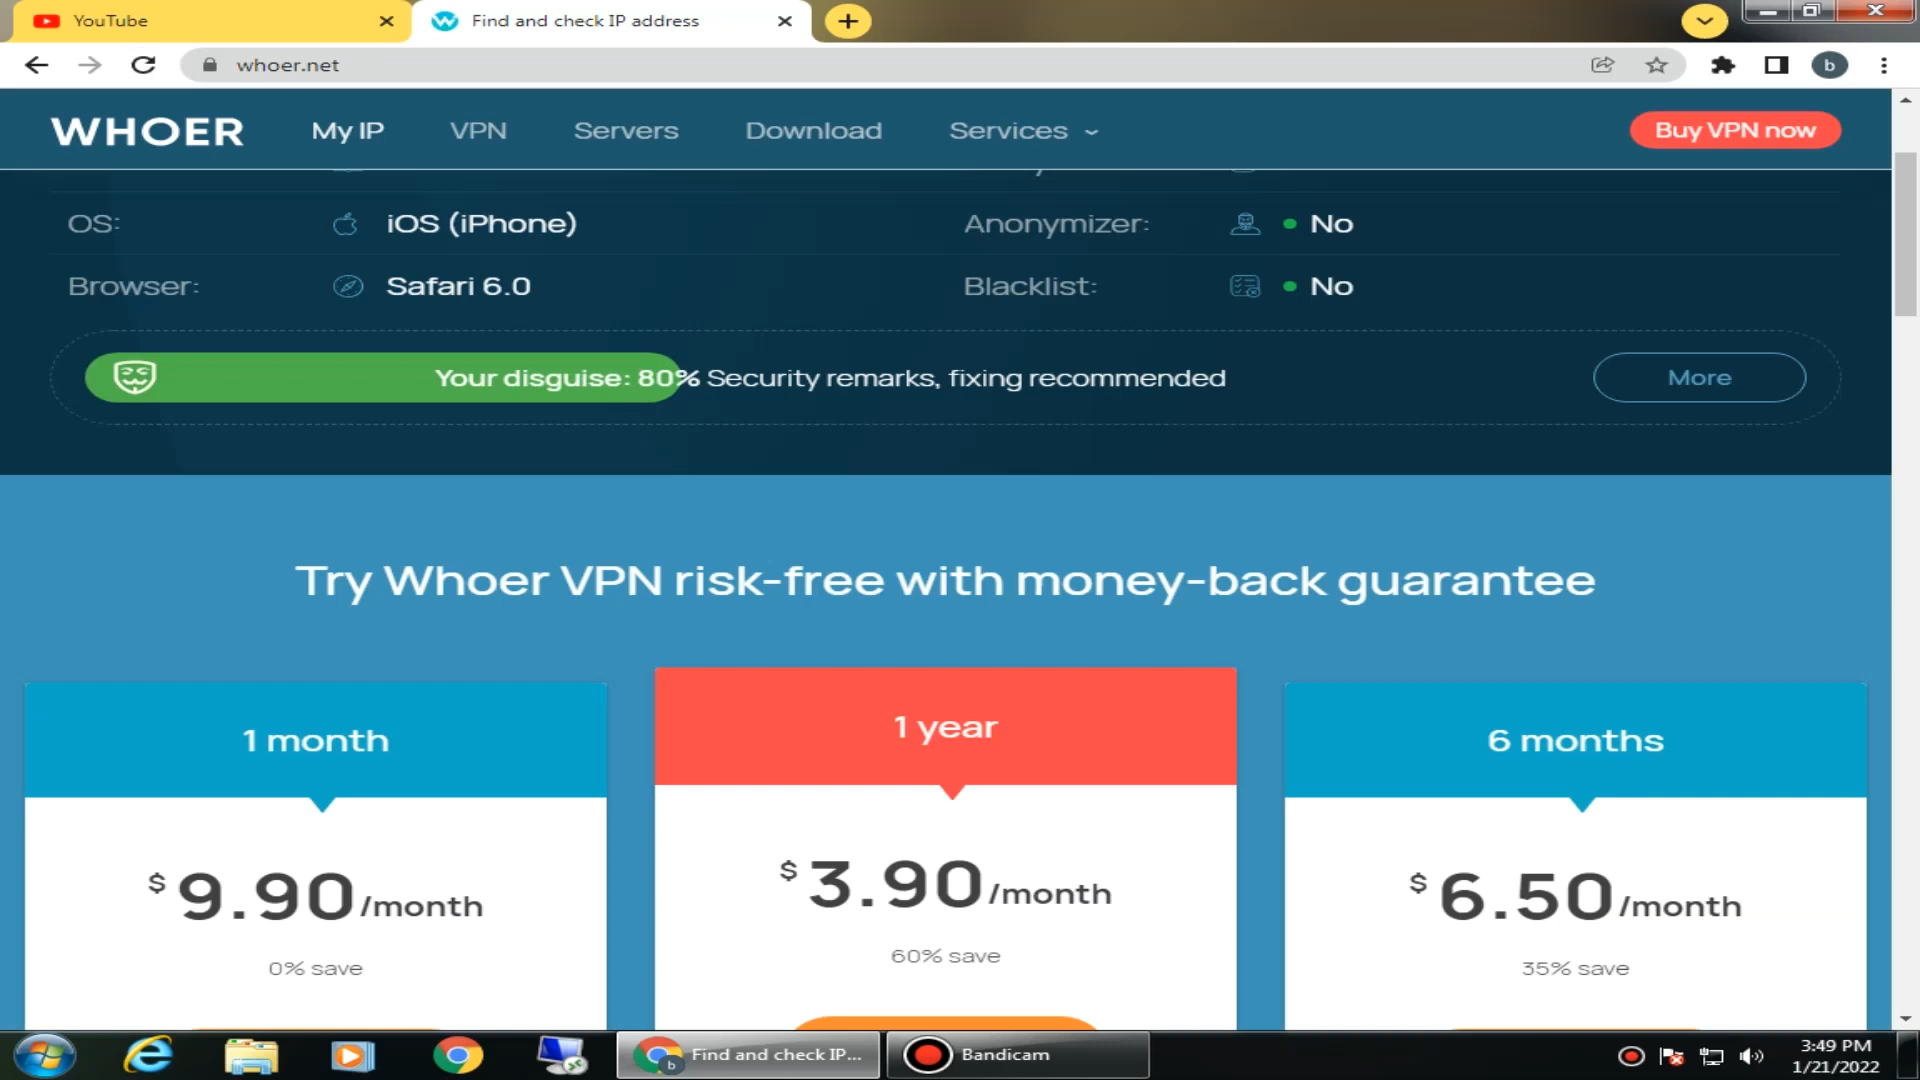 YouTube
Find and check IP address
whoer.net
b
WHOER
My IP
VPN
Servers
Download
Services
Buy VPN now
OS:
iOS (iPhone)
Anonymizer:
No
Browser:
Safari 6.0
Blacklist:
No
Your disguise: 80% Security remarks, fixing recommended
More
Try Whoer VPN risk-free with money-back guarantee
1 month
1 year
6 months
$ 9.90/month
$ 3.90/month
$ 6.50/month
0% save
60% save
35% save
b
Find and check IP...
Bandicam
3:49 PM
1/21/2022